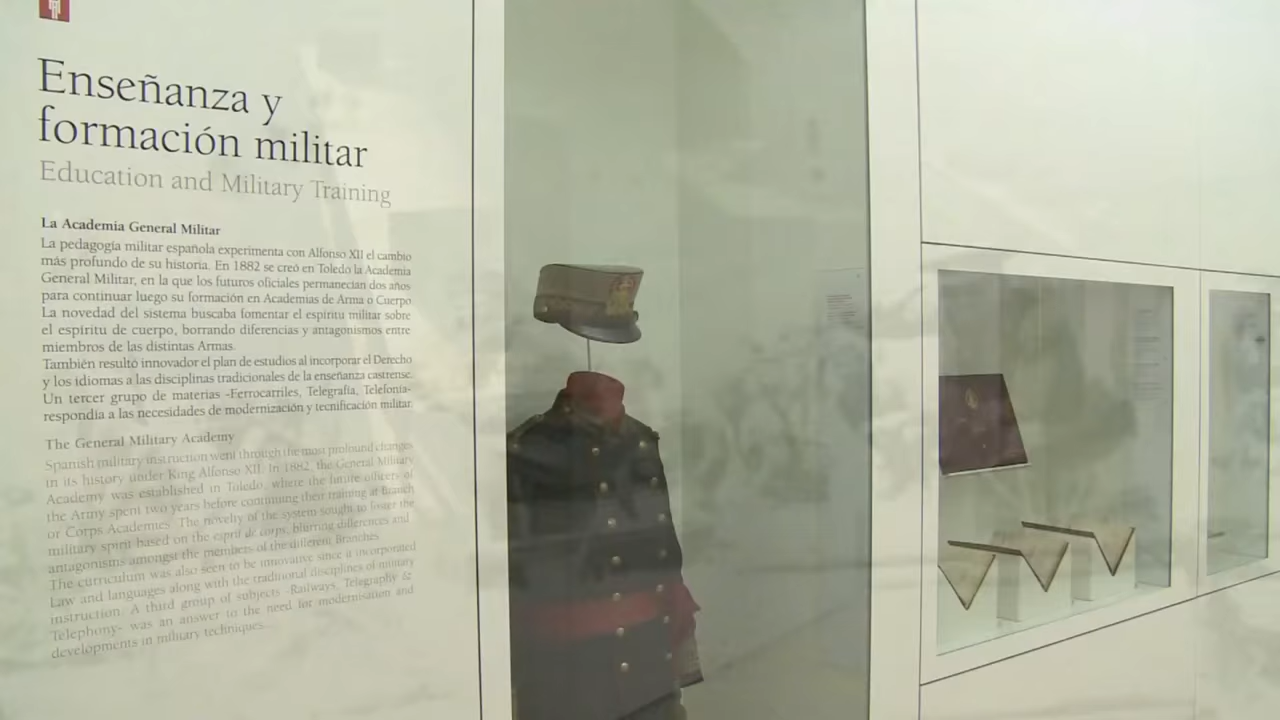 Enseñanza y
formación militar
Education and Military Training
La Academia General Militar
La pedagogía militar española experimenta con Alfonso XII el cambio
más profundo de su historia. En 1882 se creó en Toledo la Academia
General Militar, en la que los futuros oficiales permanecían dos años
para continuar luego su formación en Academias de Arma o Cuerpo
La novedad del sistema buscaba fomentar el espíritu militar sobre
el espíritu de cuerpo, borrando diferencias y antagonismos entre
miembros de las distintas Armas.
También resultó innovador el plan de estudios al incorporar el Derecho
y los idiomas a las disciplinas tradicionales de la enseñanza castrense.
Un tercer grupo de materias -Ferrocarriles, Telegrafía, Telefonía-
respondía a las necesidades de modernización y tecnificación militar.
The General Military Academy
Spanish military instruction went through the most profound changes
in its history under King Alfonso XII. In 1882, the General Military
Academy was established in Toledo, where the future officers of
the Army spent two years before continuing their training at Branch
or Corps Academies. The novelty of the system sought to foster the
military spirit based on the esprit de corps, blurring differences and
antagonisms amongst the members of the different Branches.
The curriculum was also seen to be innovative since it incorporated
Law and languages along with the traditional disciplines of military
instruction. A third group of subjects -Railways, Telegraphy &
Telephony- was an answer to the need for modernisation and
developments in military techniques.